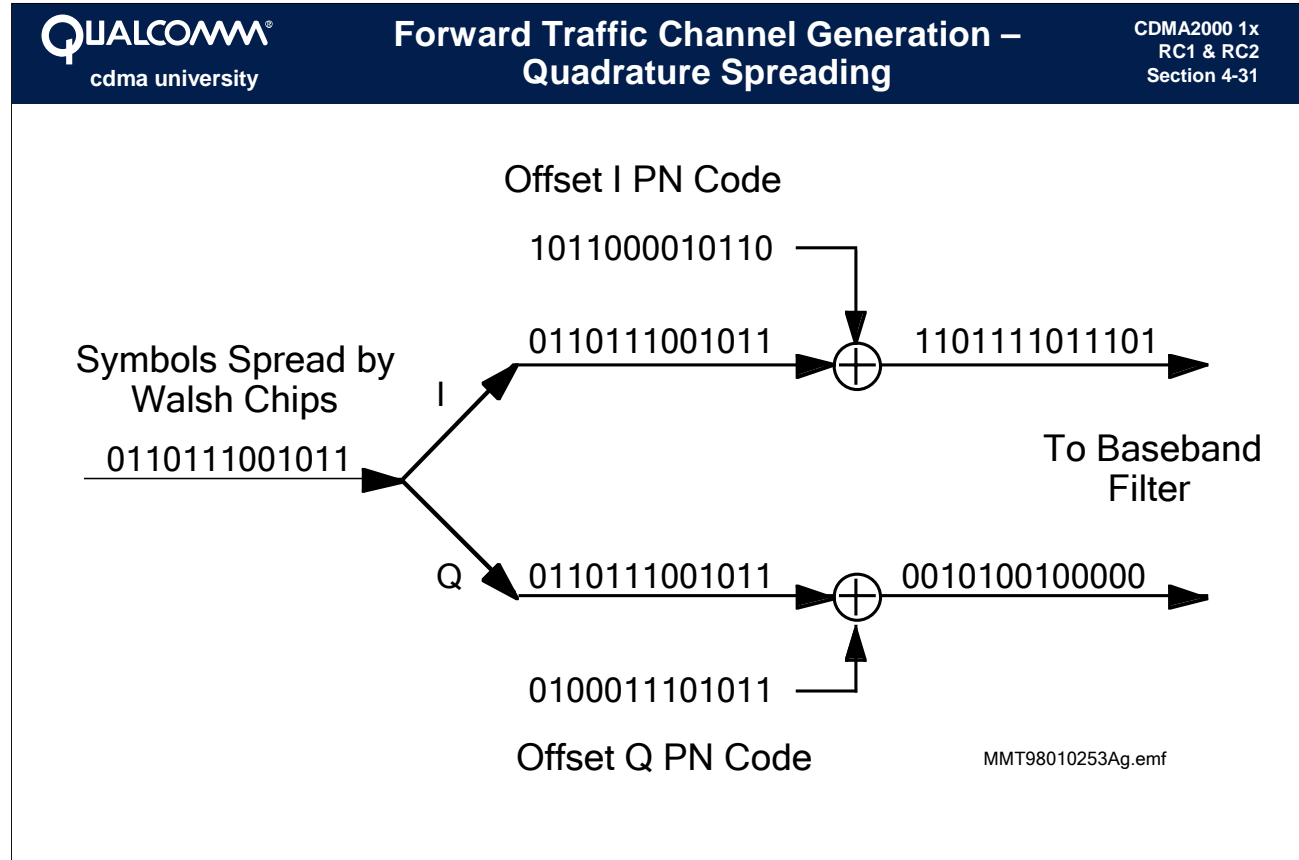 QUALCOMM®
cdma university
Forward Traffic Channel Generation –
Quadrature Spreading
CDMA2000 1x
RC1 & RC2
Section 4-31
Offset I PN Code
1011000010110
0110111001011
1101111011101
Symbols Spread by
Walsh Chips
I
0110111001011
To Baseband
Filter
Q
0110111001011
0010100100000
0100011101011
Offset Q PN Code
MMT98010253Ag.emf